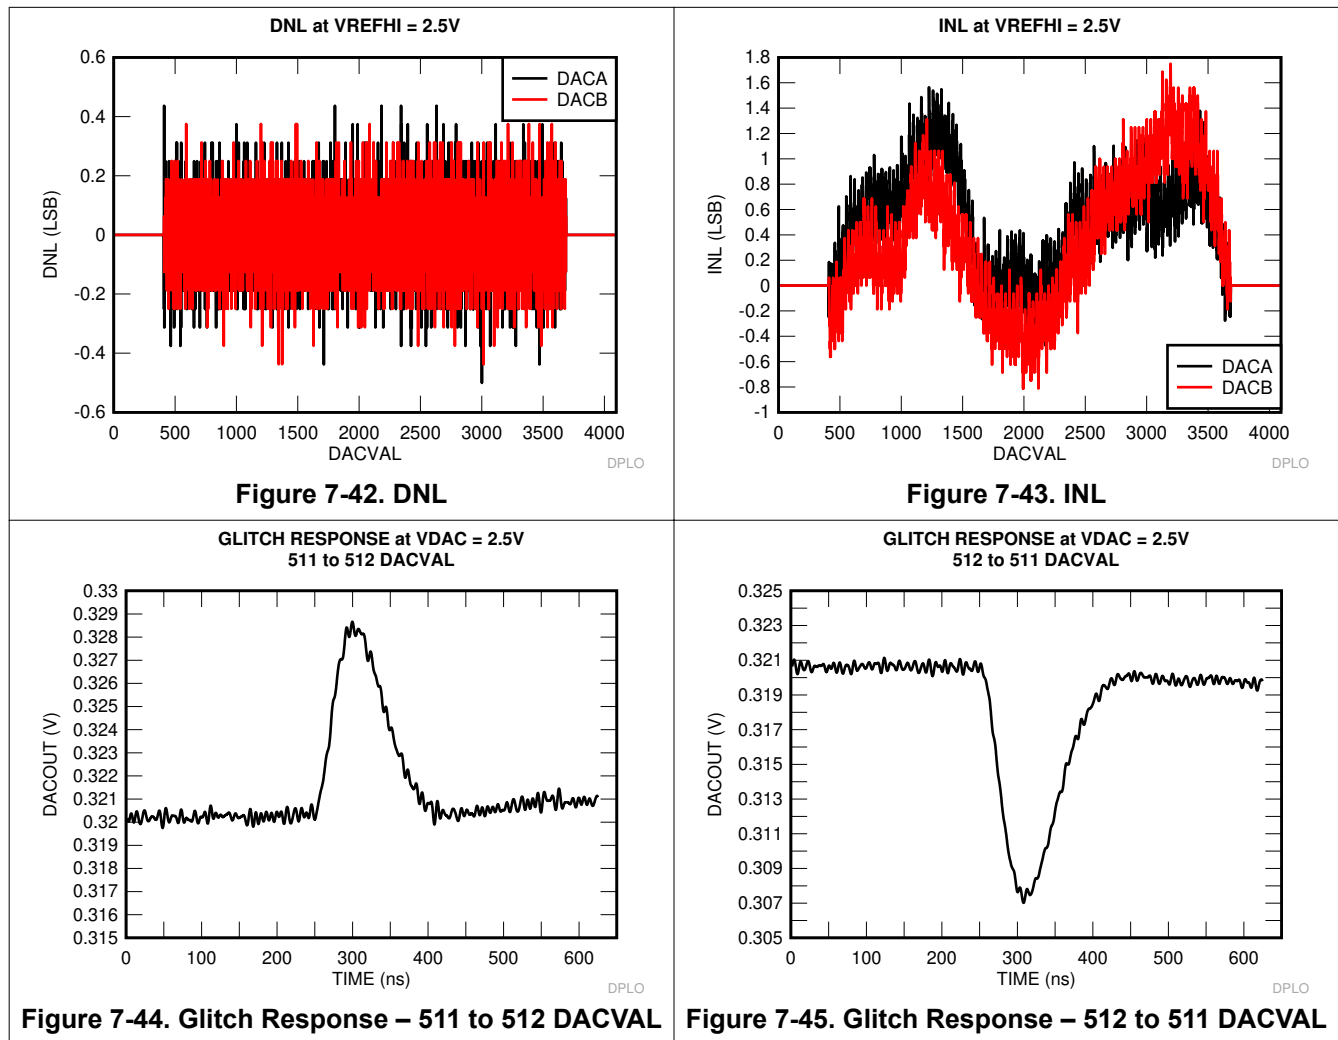 DNL at VREFHI = 2.5V
0.6
0.4
0.2
0
-0.2
-0.4
-0.6
DNL (LSB)
DACA
DACB
0 500 1000 1500 2000 2500 3000 3500 4000
DACVAL
DPLO
Figure 7-42. DNL
INL at VREFHI = 2.5V
1.8
1.6
1.4
1.2
1
0.8
0.6
0.4
0.2
0
-0.2
-0.4
-0.6
-0.8
-1
INL (LSB)
DACA
DACB
0 500 1000 1500 2000 2500 3000 3500 4000
DACVAL
DPLO
Figure 7-43. INL
GLITCH RESPONSE at VDAC = 2.5V
511 to 512 DACVAL
0.33
0.329
0.328
0.327
0.326
0.325
0.324
0.323
0.322
0.321
0.32
0.319
0.318
0.317
0.316
0.315
DACOUT (V)
0 100 200 300 400 500 600
TIME (ns)
DPLO
Figure 7-44. Glitch Response – 511 to 512 DACVAL
GLITCH RESPONSE at VDAC = 2.5V
512 to 511 DACVAL
0.325
0.323
0.321
0.319
0.317
0.315
0.313
0.311
0.309
0.307
0.305
DACOUT (V)
0 100 200 300 400 500 600
TIME (ns)
DPLO
Figure 7-45. Glitch Response – 512 to 511 DACVAL